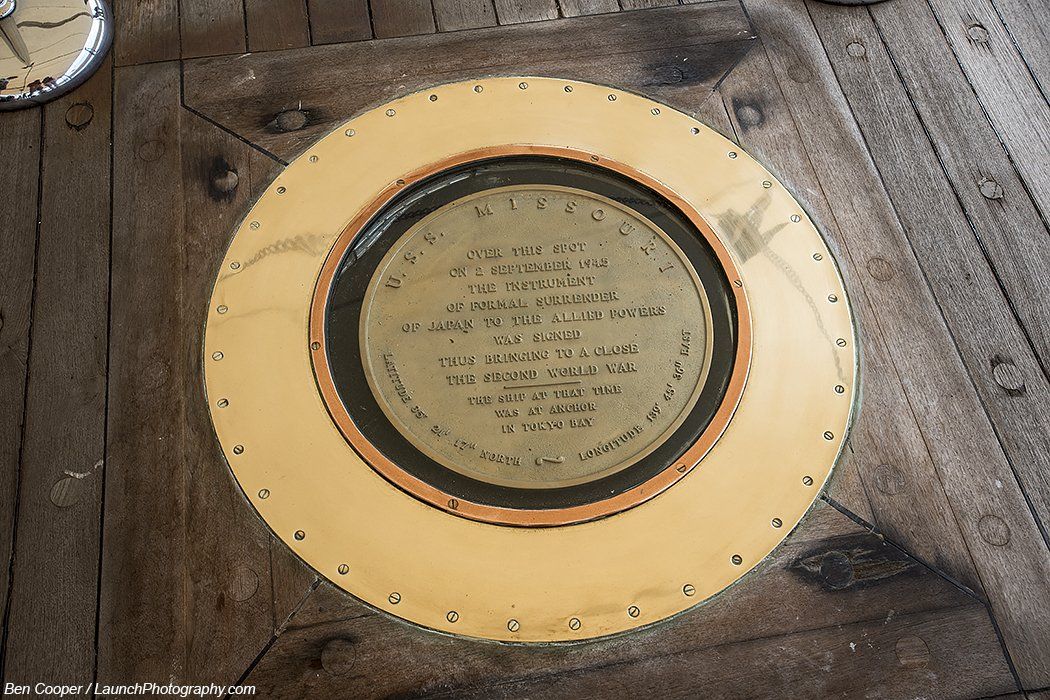 U.S.S. MISSOURI
OVER THIS SPOT
ON 2 SEPTEMBER 1945
THE INSTRUMENT
OF FORMAL SURRENDER
OF JAPAN TO THE ALLIED POWERS
WAS SIGNED
THUS BRINGING TO A CLOSE
THE SECOND WORLD WAR
THE SHIP AT THAT TIME
WAS AT ANCHOR
IN TOKYO BAY
LATITUDE 35° 21' 17" NORTH
LONGITUDE 139° 45' 36" EAST
Ben Cooper / LaunchPhotography.com